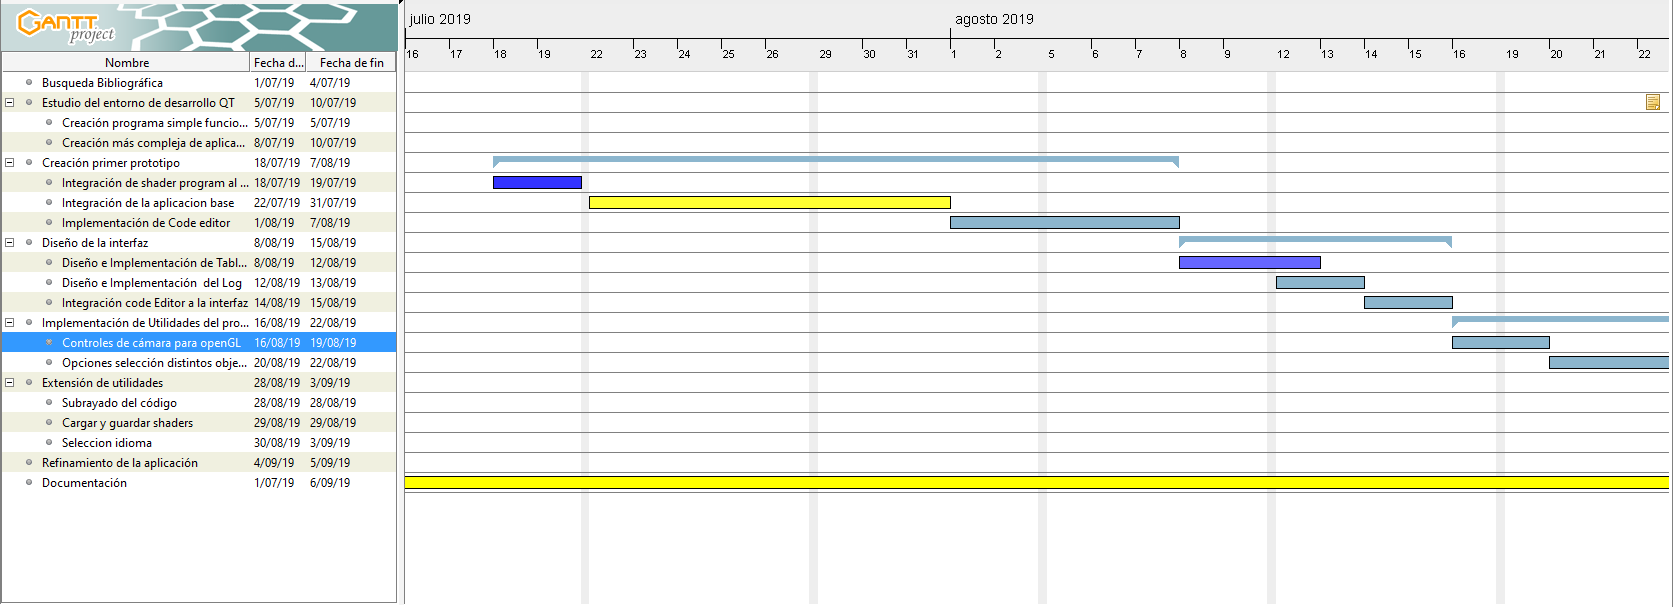 GANTT
project
julio 2019
agosto 2019
16 17 18 19 22 23 24 25 26 29 30 31 1 2 5 6 7 8 9 12 13 14 15 16 19 20 21 22
Nombre Fecha d... Fecha de fin
Busqueda Bibliográfica 1/07/19 4/07/19
Estudio del entorno de desarrollo QT 5/07/19 10/07/19
Creación programa simple funcio... 5/07/19 5/07/19
Creación más compleja de aplica... 8/07/19 10/07/19
Creación primer prototipo 18/07/19 7/08/19
Integración de shader program al ... 18/07/19 19/07/19
Integración de la aplicacion base 22/07/19 31/07/19
Implementación de Code editor 1/08/19 7/08/19
Diseño de la interfaz 8/08/19 15/08/19
Diseño e Implementación de Tabl... 8/08/19 12/08/19
Diseño e Implementación del Log 12/08/19 13/08/19
Integración code Editor a la interfaz 14/08/19 15/08/19
Implementación de Utilidades del pro... 16/08/19 22/08/19
Controles de cámara para openGL 16/08/19 19/08/19
Opciones selección distintos obje... 20/08/19 22/08/19
Extensión de utilidades 28/08/19 3/09/19
Subrayado del código 28/08/19 28/08/19
Cargar y guardar shaders 29/08/19 29/08/19
Seleccion idioma 30/08/19 3/09/19
Refinamiento de la aplicación 4/09/19 5/09/19
Documentación 1/07/19 6/09/19